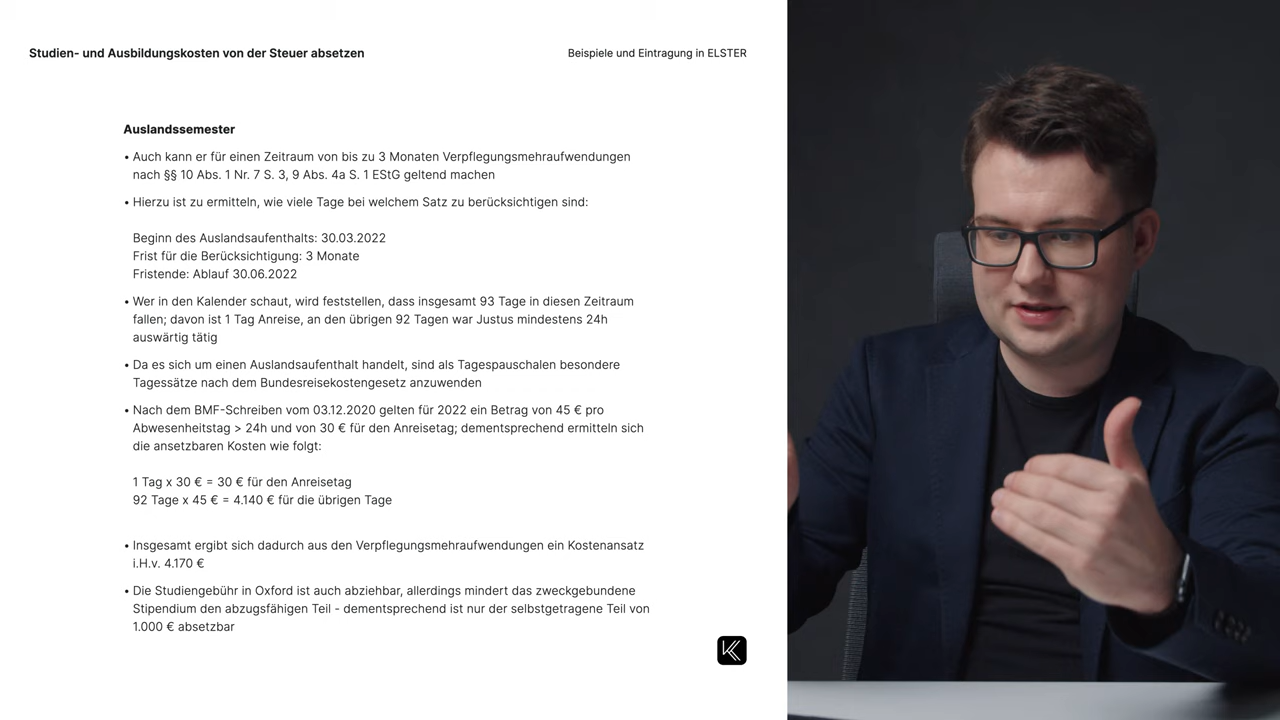 Studien- und Ausbildungskosten von der Steuer absetzen
Beispiele und Eintragung in ELSTER
Auslandssemester
• Auch kann er für einen Zeitraum von bis zu 3 Monaten Verpflegungsmehraufwendungen
nach §§ 10 Abs. 1 Nr. 7 S. 3, 9 Abs. 4a S. 1 EStG geltend machen
• Hierzu ist zu ermitteln, wie viele Tage bei welchem Satz zu berücksichtigen sind:
Beginn des Auslandsaufenthalts: 30.03.2022
Frist für die Berücksichtigung: 3 Monate
Fristende: Ablauf 30.06.2022
• Wer in den Kalender schaut, wird feststellen, dass insgesamt 93 Tage in diesen Zeitraum
fallen; davon ist 1 Tag Anreise, an den übrigen 92 Tagen war Justus mindestens 24h
auswärtig tätig
• Da es sich um einen Auslandsaufenthalt handelt, sind als Tagespauschalen besondere
Tagessätze nach dem Bundesreisekostengesetz anzuwenden
• Nach dem BMF-Schreiben vom 03.12.2020 gelten für 2022 ein Betrag von 45 € pro
Abwesenheitstag > 24h und von 30 € für den Anreisetag; dementsprechend ermitteln sich
die ansetzbaren Kosten wie folgt:
1 Tag x 30 € = 30 € für den Anreisetag
92 Tage x 45 € = 4.140 € für die übrigen Tage
• Insgesamt ergibt sich dadurch aus den Verpflegungsmehraufwendungen ein Kostenansatz
i.H.v. 4.170 €
• Die Studiengebühr in Oxford ist auch abziehbar, allerdings mindert das zweckgebundene
Stipendium den abzugsfähigen Teil - dementsprechend ist nur der selbstgetragene Teil von
1.000 € absetzbar